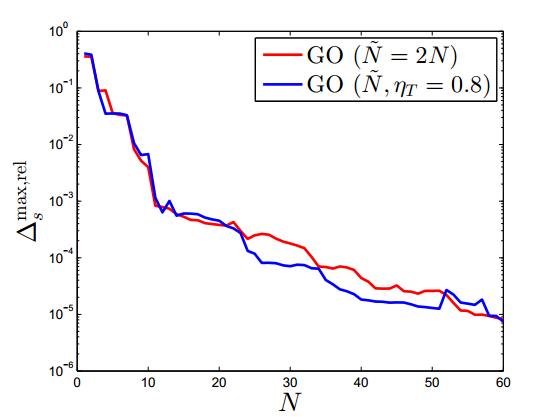 10^0
10^-1
10^-2
10^-3
10^-4
10^-5
10^-6
Δ_s^max,rel
GO (Ñ = 2N)
GO (Ñ, η_T = 0.8)
0 10 20 30 40 50 60
N